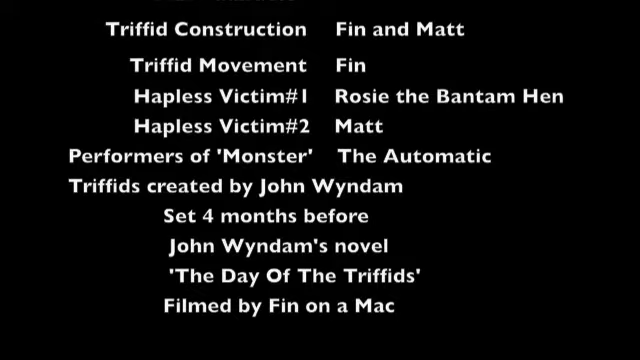 Triffid Construction Fin and Matt
Triffid Movement Fin
Hapless Victim#1 Rosie the Bantam Hen
Hapless Victim#2 Matt
Performers of 'Monster' The Automatic
Triffids created by John Wyndam
Set 4 months before
John Wyndam's novel
'The Day Of The Triffids'
Filmed by Fin on a Mac